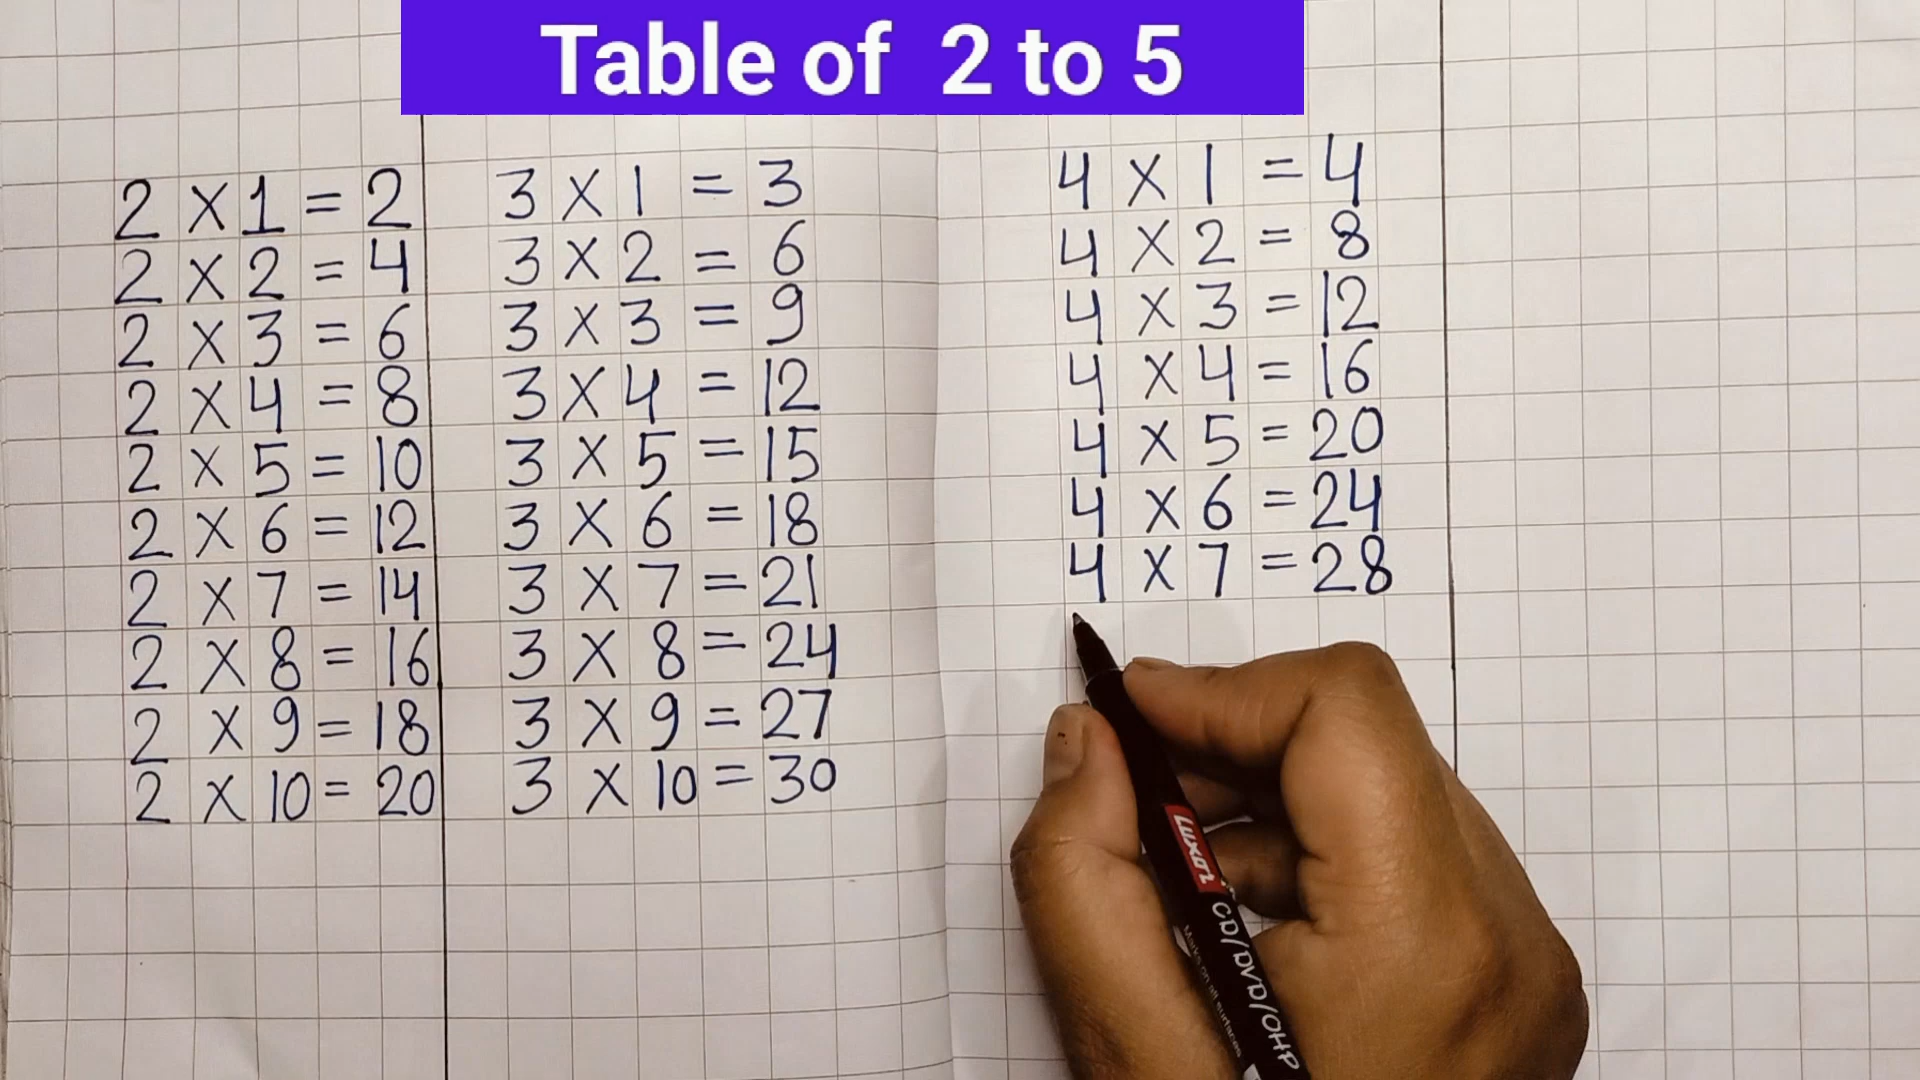 Table of 2 to 5
2 X 1 = 2
2 X 2 = 4
2 X 3 = 6
2 X 4 = 8
2 X 5 = 10
2 X 6 = 12
2 X 7 = 14
2 X 8 = 16
2 X 9 = 18
2 X 10 = 20
3 X 1 = 3
3 X 2 = 6
3 X 3 = 9
3 X 4 = 12
3 X 5 = 15
3 X 6 = 18
3 X 7 = 21
3 X 8 = 24
3 X 9 = 27
3 X 10 = 30
4 X 1 = 4
4 X 2 = 8
4 X 3 = 12
4 X 4 = 16
4 X 5 = 20
4 X 6 = 24
4 X 7 = 28
Luxor
CD/DVD/OHP
Marks on all surfaces